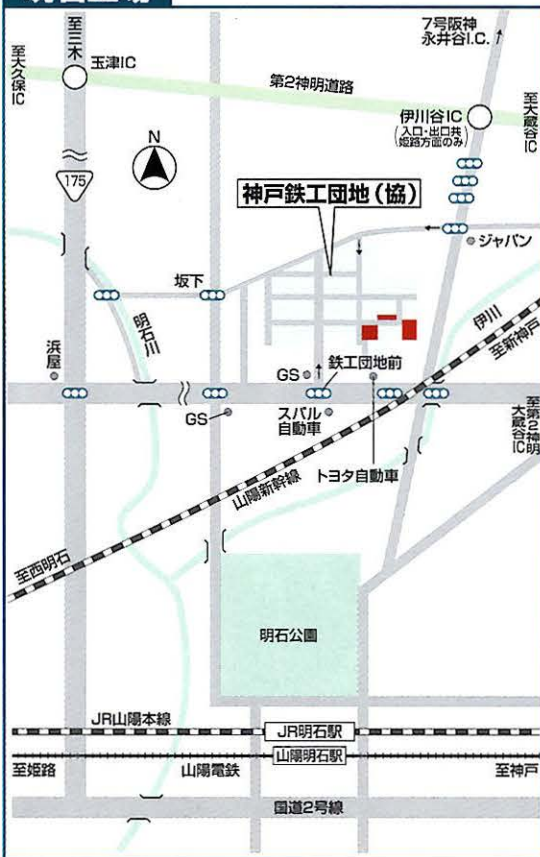 至三木
7号阪神
永井谷I.C.
至大久保IC
玉津IC
第2神明道路
至大蔵谷IC
伊川谷IC
(入口・出口共
姫路方面のみ)
N
175
神戸鉄工団地(協)
ジャパン
坂下
明石川
伊川
至新神戸
浜屋
GS
鉄工団地前
GS
スバル
自動車
トヨタ自動車
至第2神明
大蔵谷IC
山陽新幹線
至西明石
明石公園
JR山陽本線
JR明石駅
山陽明石駅
至姫路
山陽電鉄
至神戸
国道2号線